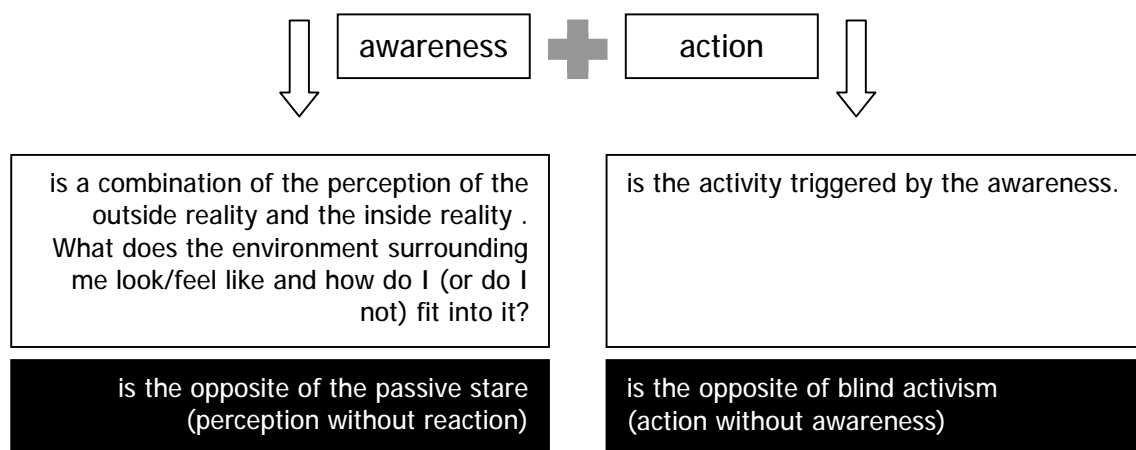 awareness
action
is a combination of the perception of the
outside reality and the inside reality .
What does the environment surrounding
me look/feel like and how do I (or do I
not) fit into it?
is the activity triggered by the awareness.
is the opposite of the passive stare
(perception without reaction)
is the opposite of blind activism
(action without awareness)